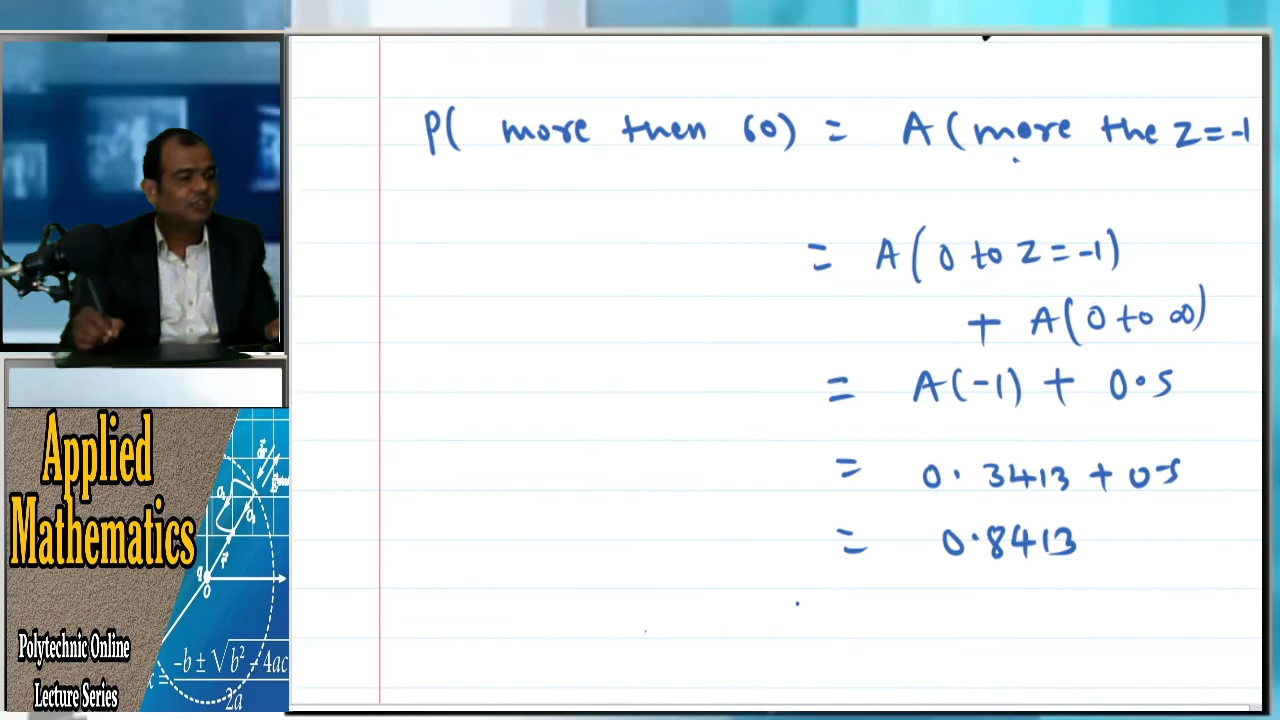 P( more then 60) = A (more the z=-1
= A (0 to z=-1)
+ A(0 to ∞)
= A(-1) + 0.5
= 0.3413 + 0.5
= 0.8413
Applied
Mathematics
Polytechnic Online
Lecture Series
-b ± √b² - 4ac
2a